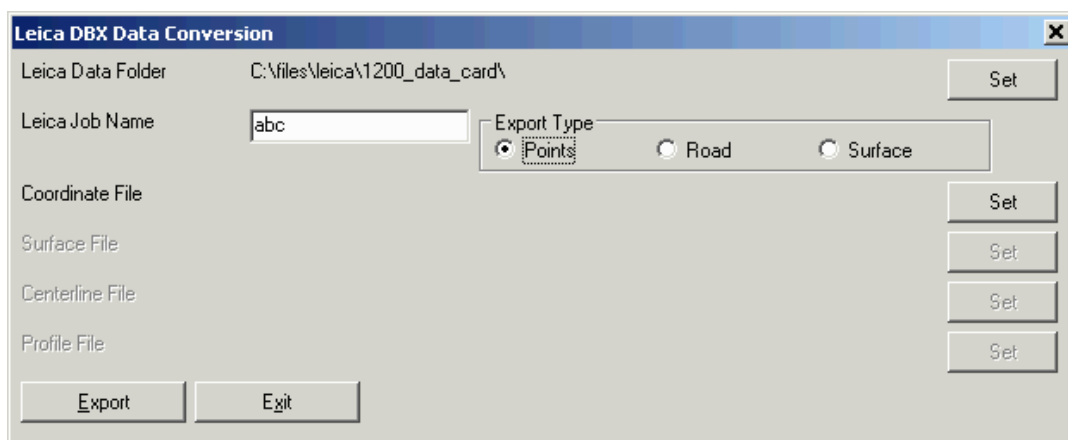 Leica DBX Data Conversion
Leica Data Folder C:\files\leica\1200_data_card\ Set
Leica Job Name abc Export Type
Points Road Surface
Coordinate File Set
Surface File Set
Centerline File Set
Profile File Set
Export Exit